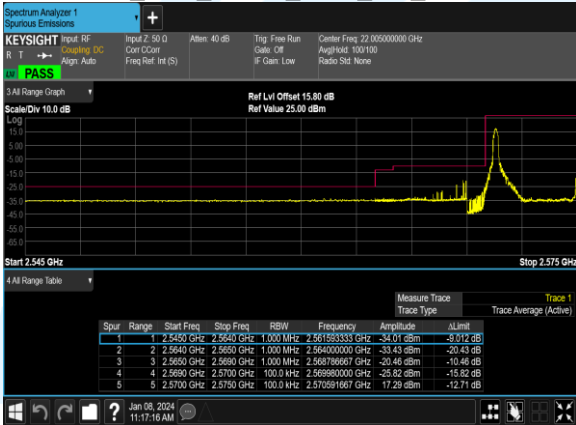 Spectrum Analyzer 1
Spurious Emissions
+
KEYSIGHT Input: RF Input Z: 50 Ω Atten: 40 dB Trig: Free Run Center Freq: 22.005000000 GHz
R T Coupling: DC Corr CCorr Gate: Off Avg|Hold: 100/100
Align: Auto Freq Ref: Int (S) IF Gain: Low Radio Std: None
PASS
3 All Range Graph
Ref Lvl Offset 15.80 dB
Scale/Div 10.0 dB Ref Value 25.00 dBm
Log
15.0
5.00
-5.00
-15.0
-25.0
-35.0
-45.0
-55.0
-65.0
Start 2.545 GHz Stop 2.575 GHz
4 All Range Table
Measure Trace Trace 1
Trace Type Trace Average (Active)
Spur Range Start Freq Stop Freq RBW Frequency Amplitude ΔLimit
1 1 2.5450 GHz 2.5640 GHz 1.000 MHz 2.561593333 GHz -34.01 dBm -9.012 dB
2 2 2.5640 GHz 2.5650 GHz 1.000 MHz 2.564000000 GHz -33.43 dBm -20.43 dB
3 3 2.5650 GHz 2.5690 GHz 1.000 MHz 2.568786667 GHz -20.46 dBm -10.46 dB
4 4 2.5690 GHz 2.5700 GHz 100.0 kHz 2.569980000 GHz -25.82 dBm -15.82 dB
5 5 2.5700 GHz 2.5750 GHz 100.0 kHz 2.570591667 GHz 17.29 dBm -12.71 dB
? Jan 08, 2024
11:17:16 AM